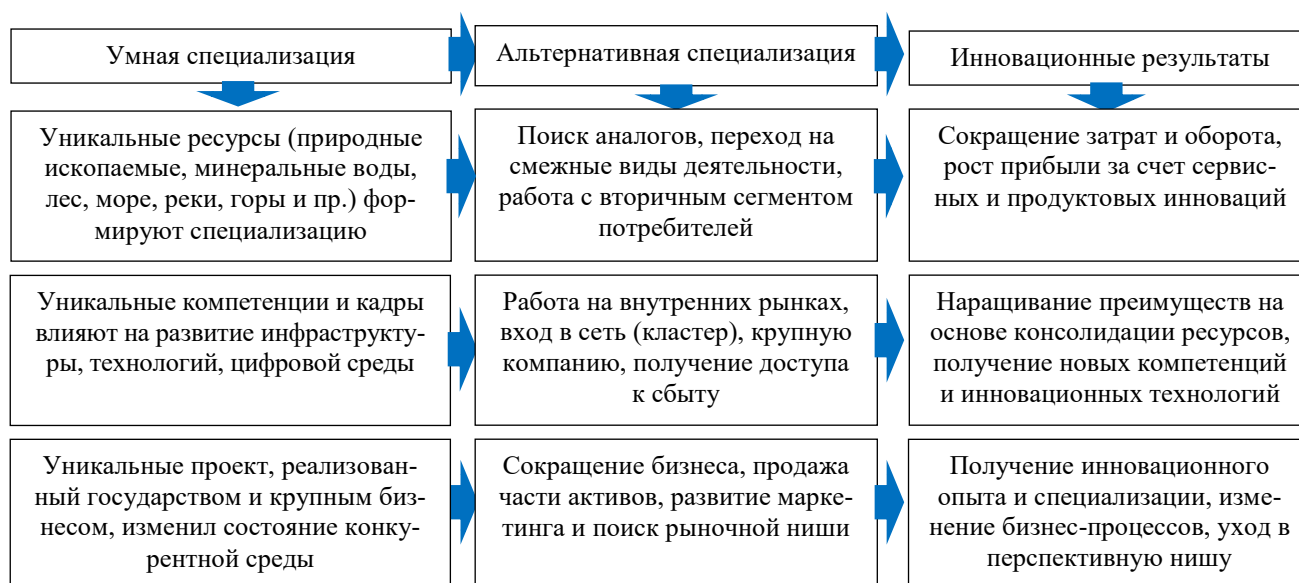 Умная специализация
Альтернативная специализация
Инновационные результаты
Уникальные ресурсы (природные
ископаемые, минеральные воды,
лес, море, реки, горы и пр.) фор-
мируют специализацию
Поиск аналогов, переход на
смежные виды деятельности,
работа с вторичным сегментом
потребителей
Сокращение затрат и оборота,
рост прибыли за счет сервис-
ных и продуктовых инноваций
Уникальные компетенции и кадры
влияют на развитие инфраструкту-
ры, технологий, цифровой среды
Работа на внутренних рынках,
вход в сеть (кластер), крупную
компанию, получение доступа
к сбыту
Наращивание преимуществ на
основе консолидации ресурсов,
получение новых компетенций
и инновационных технологий
Уникальные проект, реализован-
ный государством и крупным биз-
несом, изменил состояние конку-
рентной среды
Сокращение бизнеса, продажа
части активов, развитие марке-
тинга и поиск рыночной ниши
Получение инновационного
опыта и специализации, изме-
нение бизнес-процессов, уход в
перспективную нишу